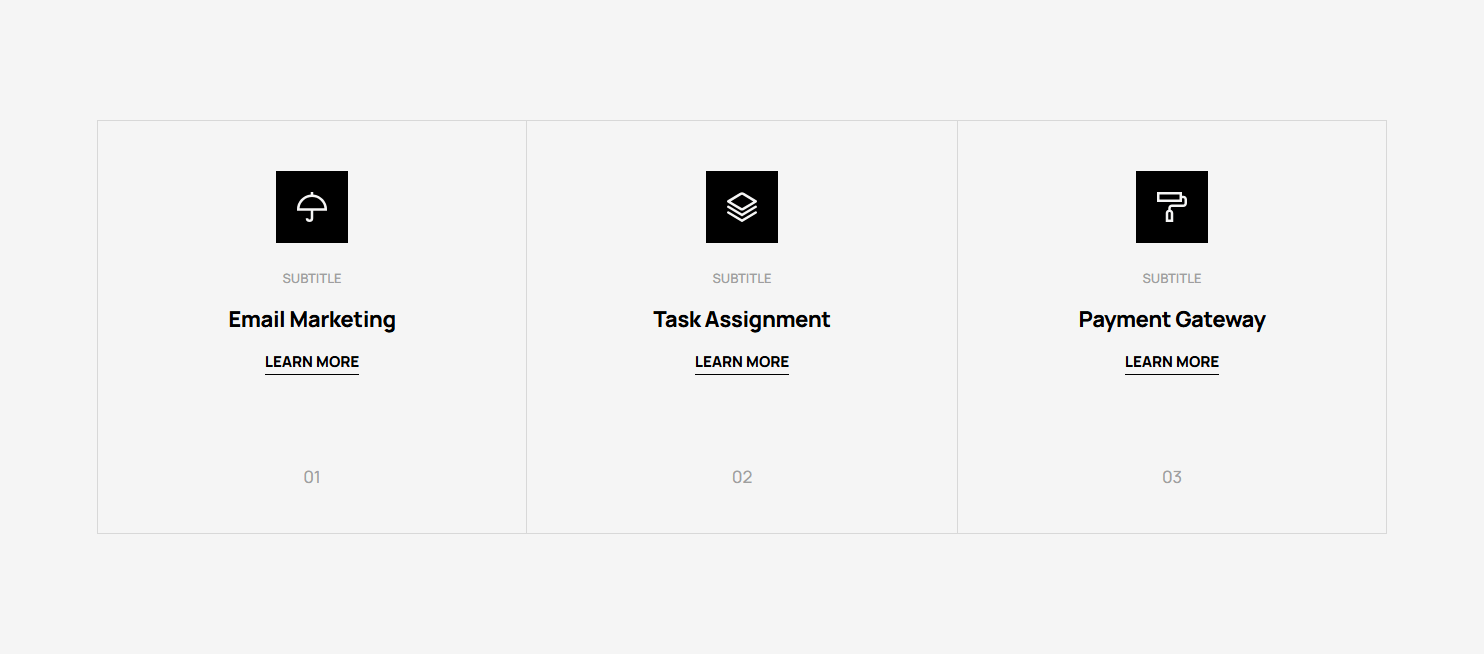 SUBTITLE
Email Marketing
LEARN MORE
01
SUBTITLE
Task Assignment
LEARN MORE
02
SUBTITLE
Payment Gateway
LEARN MORE
03